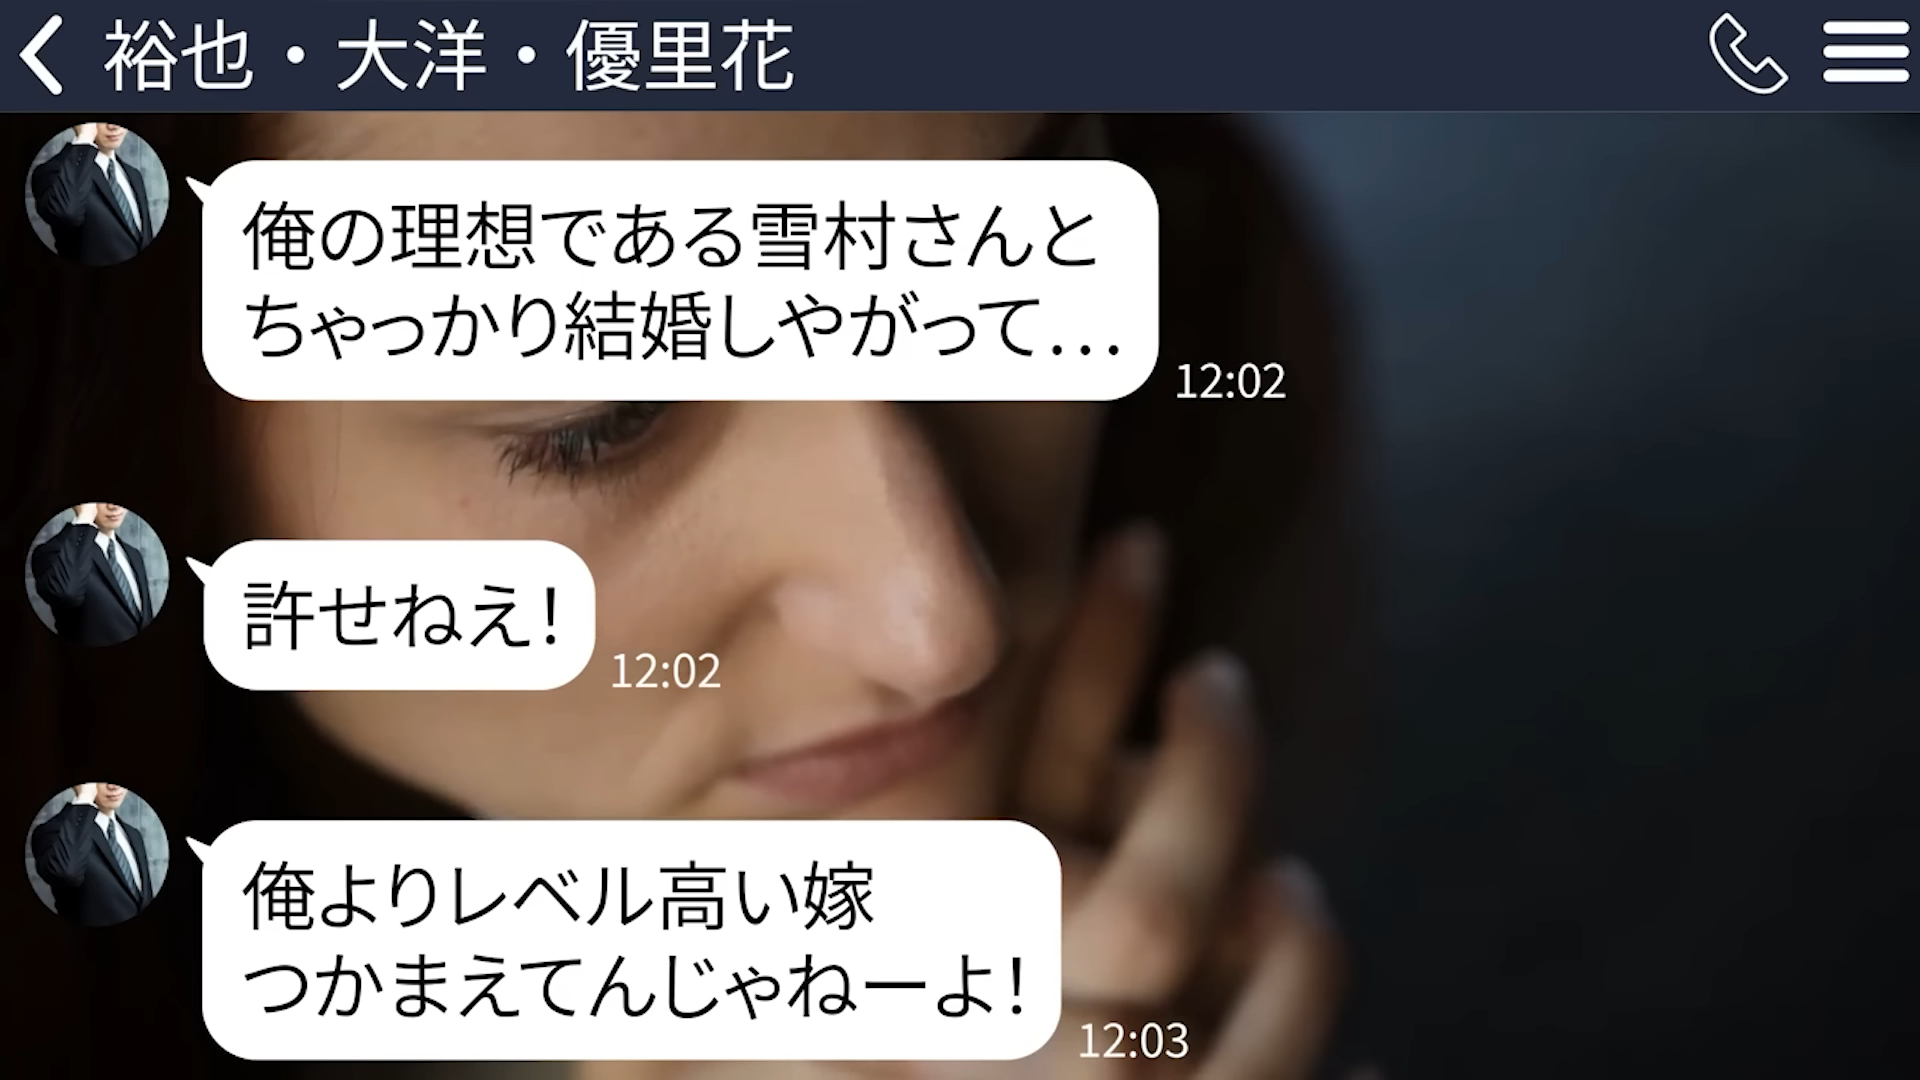 裕也・大洋・優里花
俺の理想である雪村さんと
ちゃっかり結婚しやがって…
12:02
許せねえ！
12:02
俺よりレベル高い嫁
つかまえてんじゃねーよ！
12:03